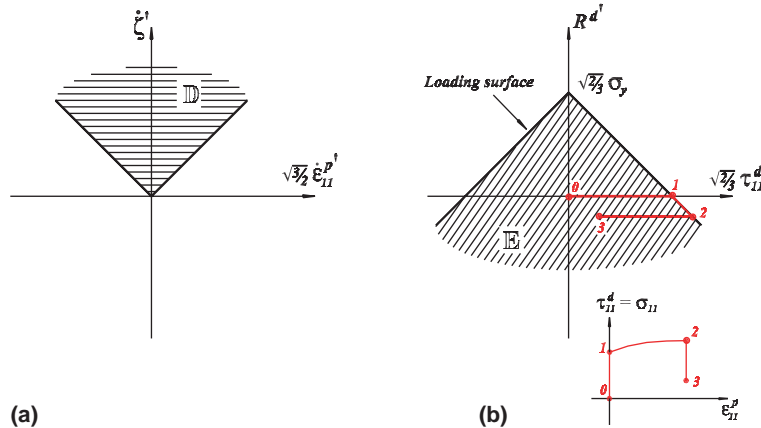 ζ̇'
𝔻
√3/2 ε̇₁₁ᵖ'
(a)
Rᵈ'
Loading surface
√2/3 σy
0
1
√2/3 τ₁₁ᵈ
3
2
𝔼
τ₁₁ᵈ = σ₁₁
1
2
3
0
ε₁₁ᵖ
(b)